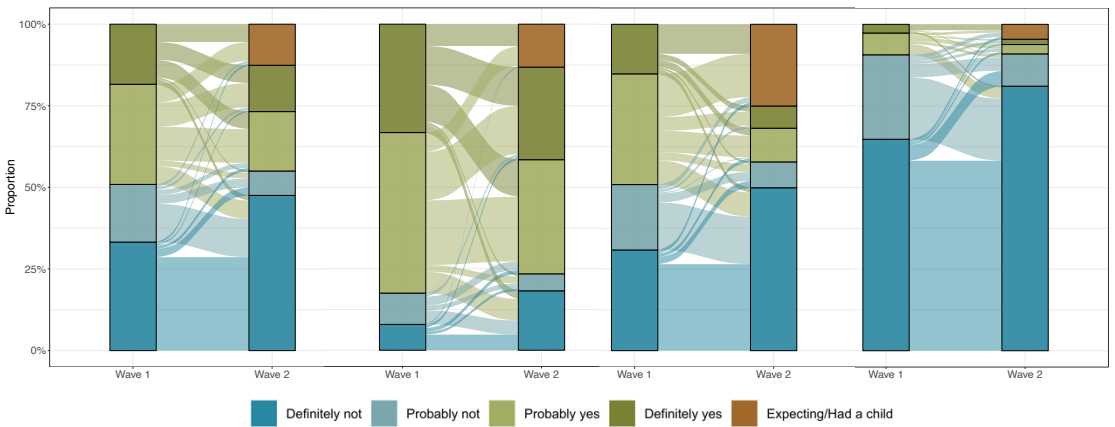 Proportion
100%
75%
50%
25%
0%
Wave 1 Wave 2 Wave 1 Wave 2 Wave 1 Wave 2 Wave 1 Wave 2
Definitely not Probably not Probably yes Definitely yes Expecting/Had a child